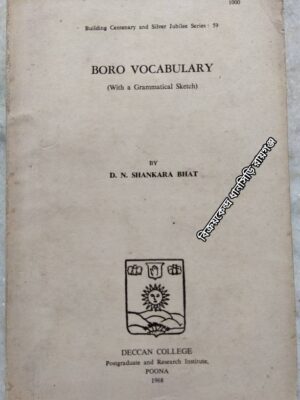 1000
Building Centenary and Silver Jubilee Series : 59
BORO VOCABULARY
(With a Grammatical Sketch)
BY
D. N. SHANKARA BHAT
DECCAN COLLEGE
Postgraduate and Research Institute,
POONA
1968